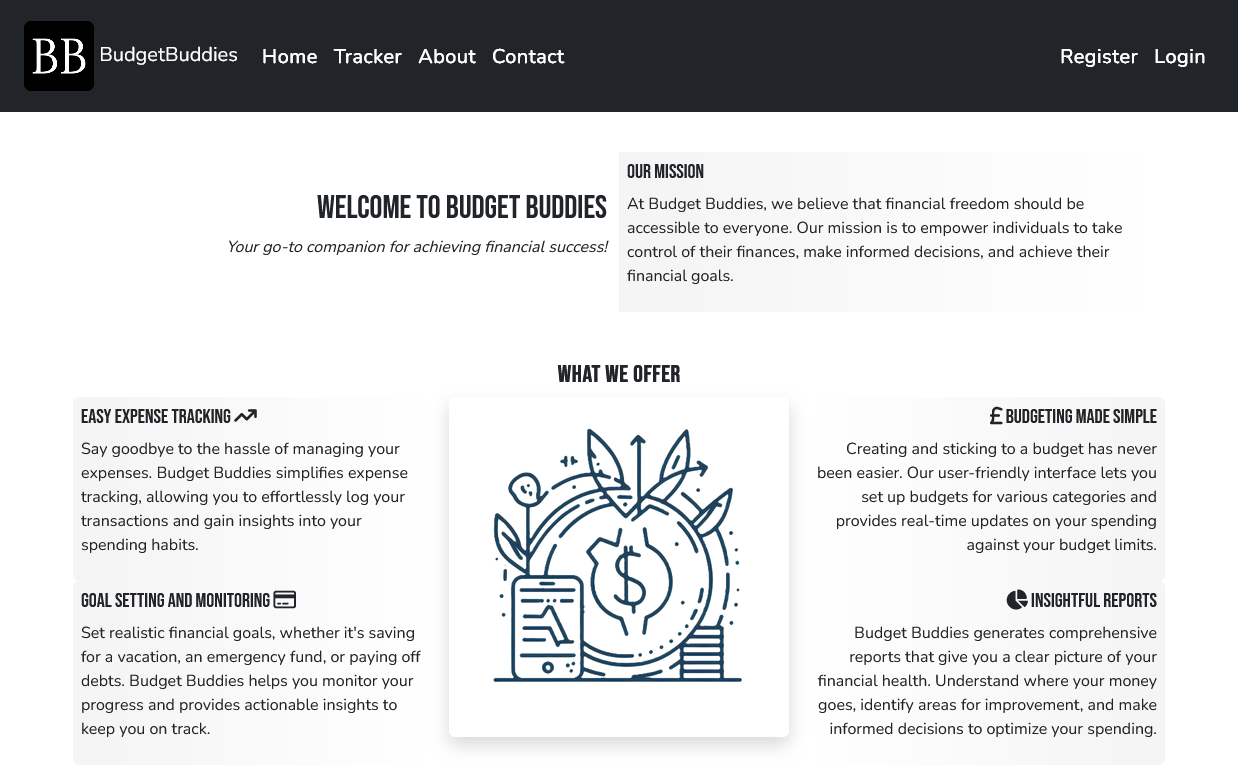 BB BudgetBuddies Home Tracker About Contact Register Login
WELCOME TO BUDGET BUDDIES
Your go-to companion for achieving financial success!
OUR MISSION
At Budget Buddies, we believe that financial freedom should be
accessible to everyone. Our mission is to empower individuals to take
control of their finances, make informed decisions, and achieve their
financial goals.
WHAT WE OFFER
EASY EXPENSE TRACKING
Say goodbye to the hassle of managing your
expenses. Budget Buddies simplifies expense
tracking, allowing you to effortlessly log your
transactions and gain insights into your
spending habits.
GOAL SETTING AND MONITORING
Set realistic financial goals, whether it's saving
for a vacation, an emergency fund, or paying off
debts. Budget Buddies helps you monitor your
progress and provides actionable insights to
keep you on track.
$
£ BUDGETING MADE SIMPLE
Creating and sticking to a budget has never
been easier. Our user-friendly interface lets you
set up budgets for various categories and
provides real-time updates on your spending
against your budget limits.
INSIGHTFUL REPORTS
Budget Buddies generates comprehensive
reports that give you a clear picture of your
financial health. Understand where your money
goes, identify areas for improvement, and make
informed decisions to optimize your spending.